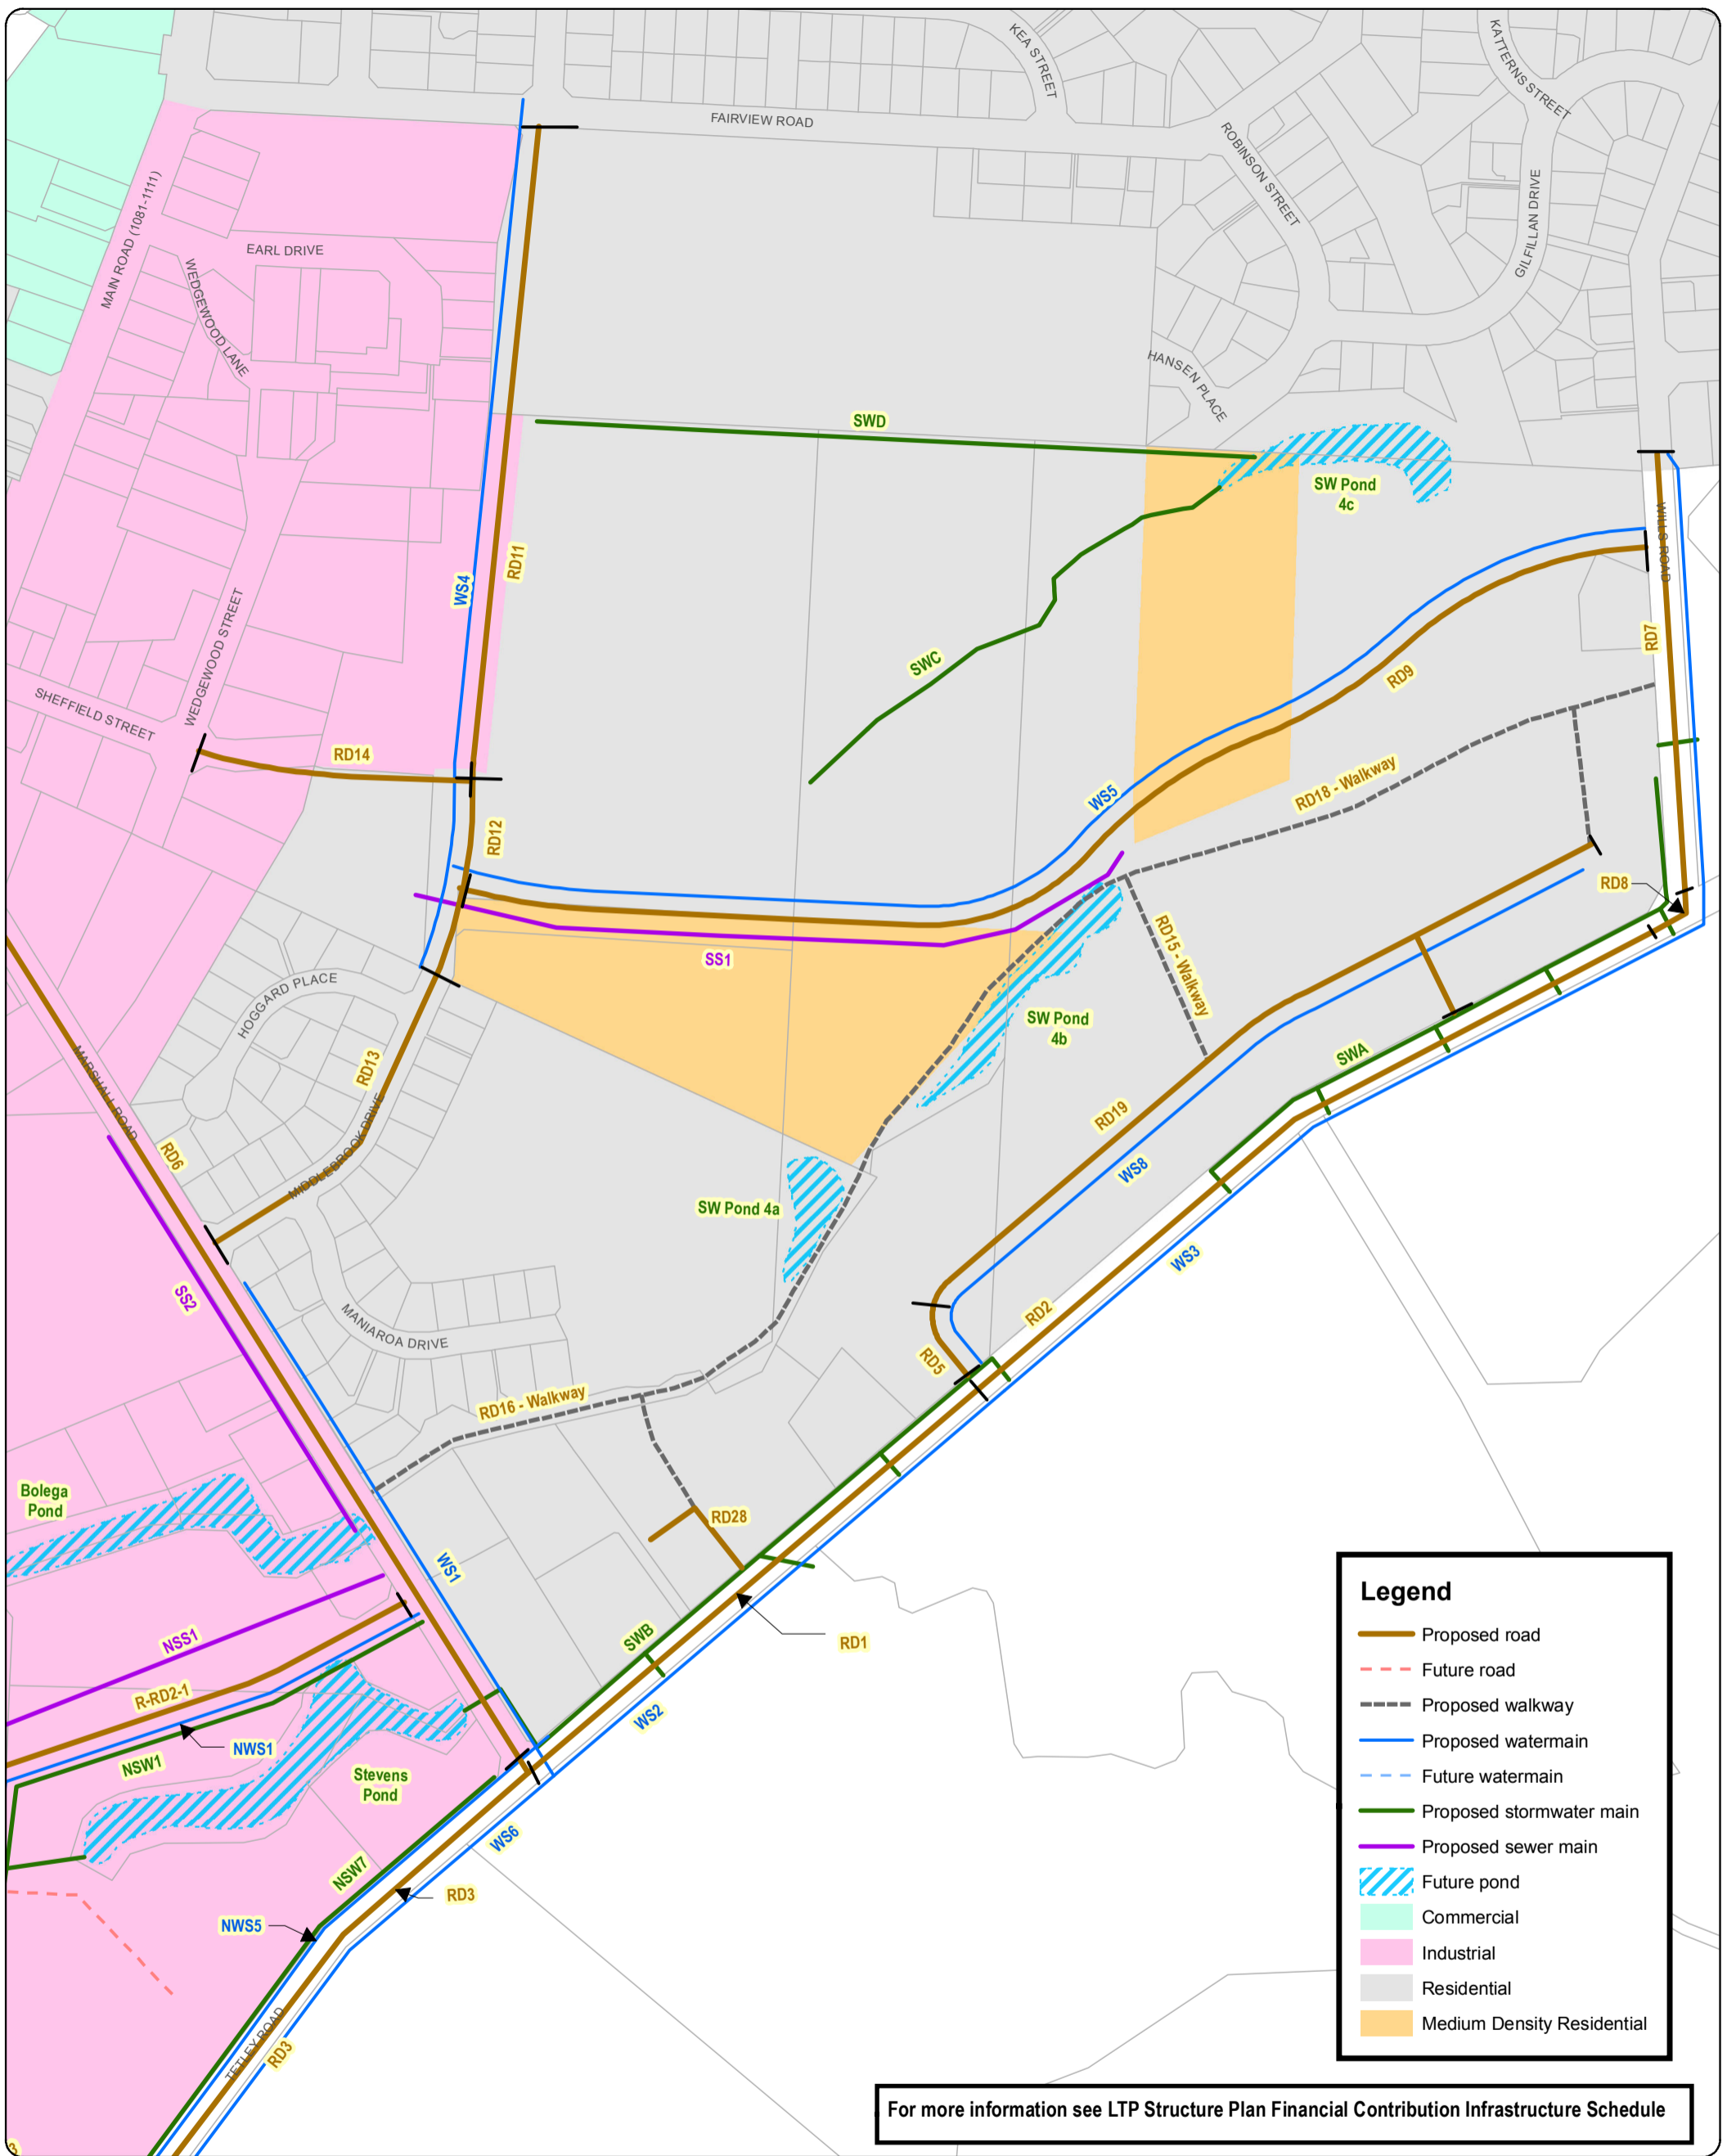 KEA STREET
KATTERNS STREET
FAIRVIEW ROAD
ROBINSON STREET
MAIN ROAD (1081-1111)
GILFILLAN DRIVE
EARL DRIVE
WEDGEWOOD LANE
HANSEN PLACE
SWD
SW Pond
4c
WILLS ROAD
RD11
WS4
RD7
WEDGEWOOD STREET
SWC
RD9
SHEFFIELD STREET
RD14
RD18 - Walkway
WS5
RD12
RD8
RD15 - Walkway
SS1
HOGGARD PLACE
SW Pond
4b
MARSHALL ROAD
RD13
SWA
RD19
MIDDLEBROOK DRIVE
RD6
WS8
SW Pond 4a
WS3
SS2
RD2
MANIAROA DRIVE
RD5
RD16 - Walkway
Bolega
Pond
RD28
WS1
NSS1
SWB
RD1
R-RD2-1
WS2
NWS1
NSW1
Stevens
Pond
WS6
NSW7
RD3
NWS5
TETLEY ROAD
RD3
3
Legend
Proposed road
Future road
Proposed walkway
Proposed watermain
Future watermain
Proposed stormwater main
Proposed sewer main
Future pond
Commercial
Industrial
Residential
Medium Density Residential
For more information see LTP Structure Plan Financial Contribution Infrastructure Schedule